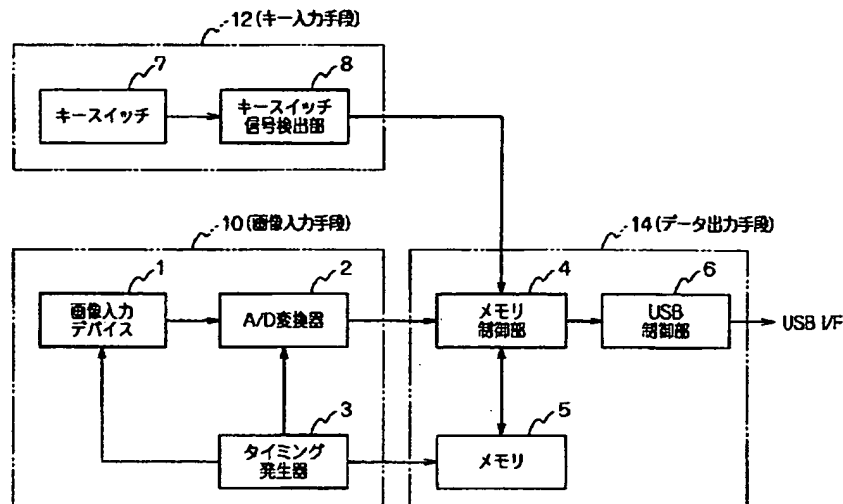 12(キー入力手段)
7
8
キースイッチ
キースイッチ
信号検出部
10(画像入力手段)
14(データ出力手段)
1
2
4
6
画像入力
デバイス
A/D変換器
メモリ
制御部
USB
制御部
USB I/F
3
5
タイミング
発生器
メモリ